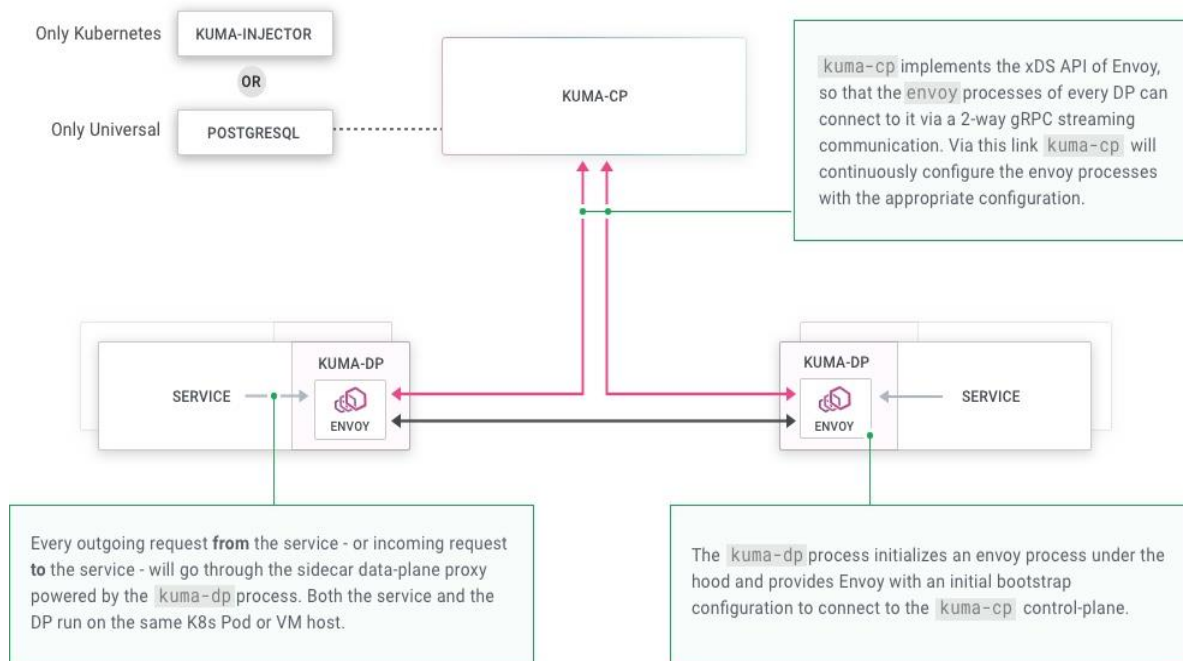 Only Kubernetes
KUMA-INJECTOR
OR
Only Universal
POSTGRESQL
KUMA-CP
kuma-cp implements the xDS API of Envoy,
so that the envoy processes of every DP can
connect to it via a 2-way gRPC streaming
communication. Via this link kuma-cp will
continuously configure the envoy processes
with the appropriate configuration.
SERVICE
KUMA-DP
ENVOY
KUMA-DP
ENVOY
SERVICE
Every outgoing request from the service - or incoming request
to the service - will go through the sidecar data-plane proxy
powered by the kuma-dp process. Both the service and the
DP run on the same K8s Pod or VM host.
The kuma-dp process initializes an envoy process under the
hood and provides Envoy with an initial bootstrap
configuration to connect to the kuma-cp control-plane.